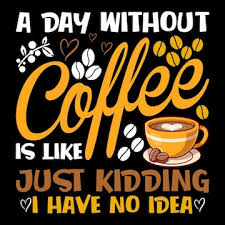 A DAY WITHOUT
Coffee
IS LIKE
JUST KIDDING
I HAVE NO IDEA